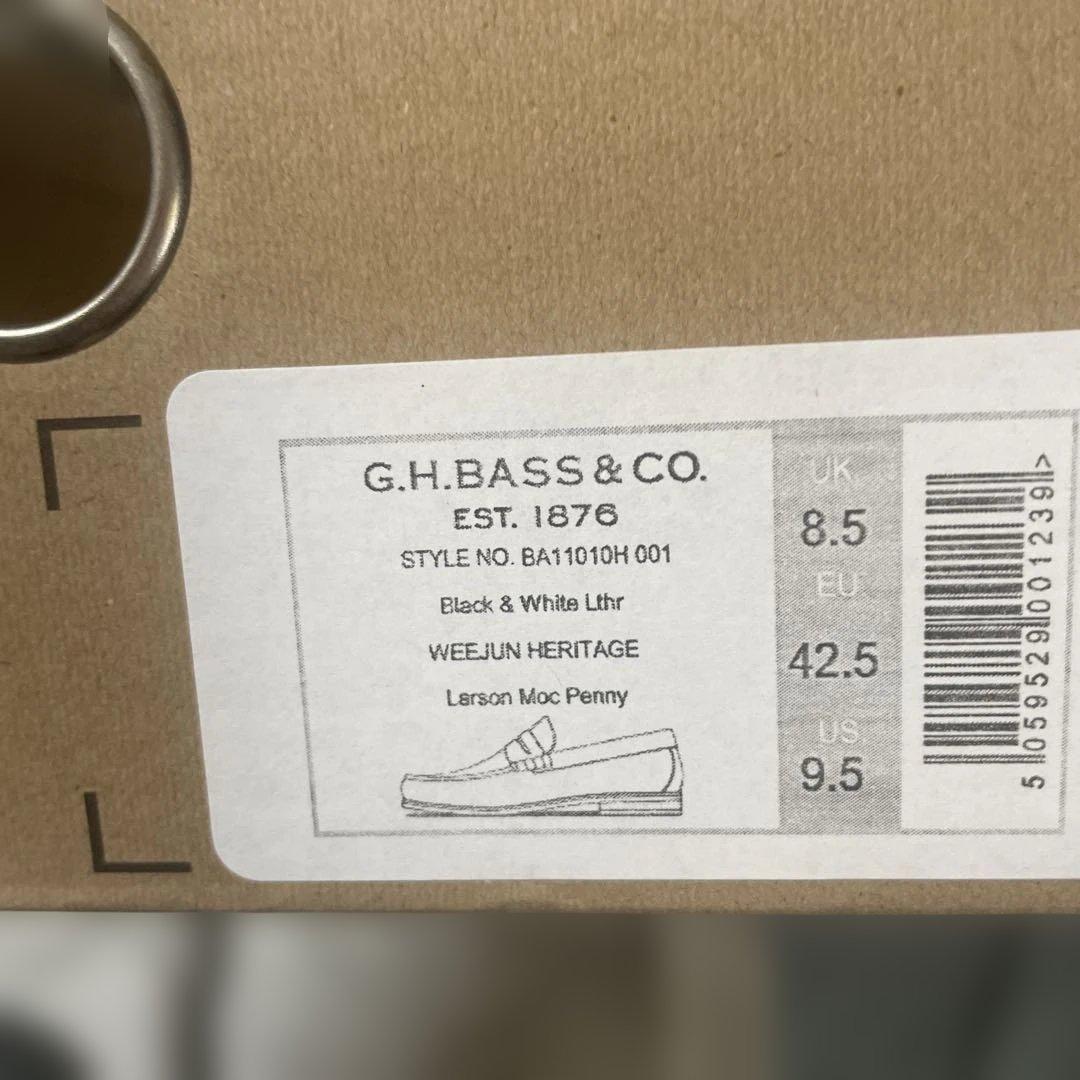 G.H.BASS & CO.
EST. 1876
STYLE NO. BA11010H 001
Black & White Lthr
WEEJUN HERITAGE
Larson Moc Penny
UK
8.5
EU
42.5
US
9.5
5 059529 001239 >